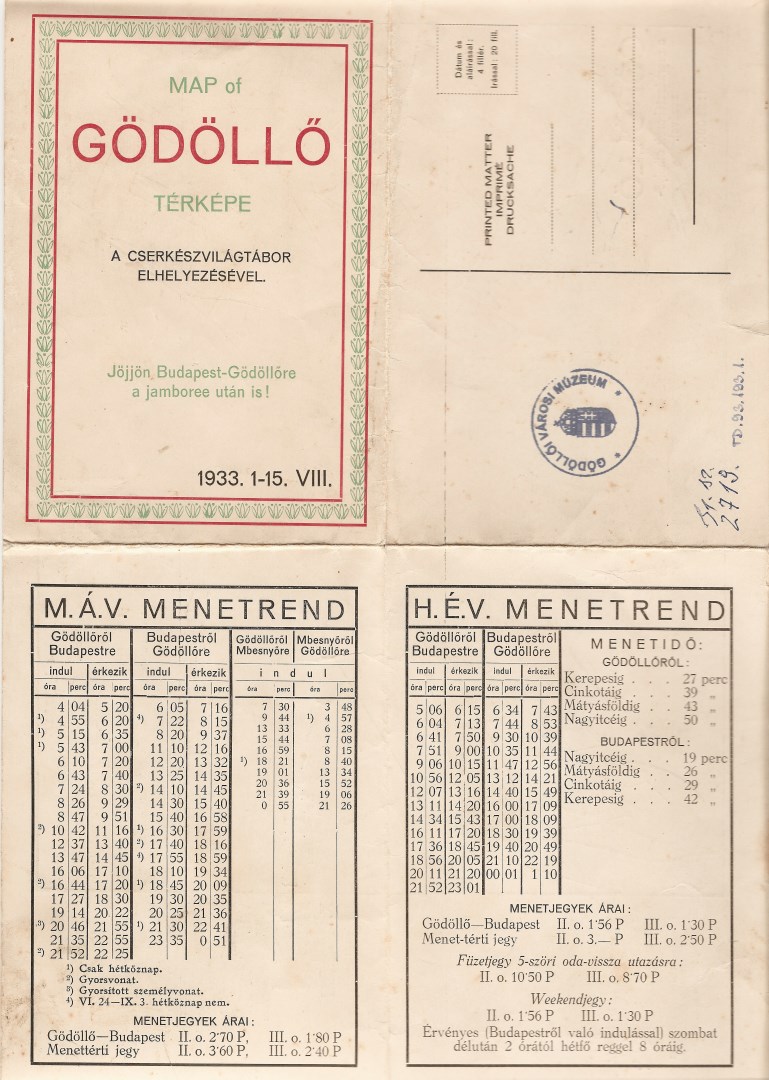 MAP of
GÖDÖLLŐ
TÉRKÉPE
A CSERKÉSZVILÁGTÁBOR
ELHELYEZÉSÉVEL.
Jöjjön Budapest-Gödöllőre
a jamboree után is!
1933. 1-15. VIII.
Dátum és
aláírással:
4 fillér.
Irással: 20 fill.
PRINTED MATTER
IMPRIMÉ
DRUCKSACHE
GÖDÖLLŐI VÁROSI MÚZEUM
2719.
TD.93.193.1.
M.Á.V. MENETREND
Gödöllőről Budapestre | Budapestről Gödöllőre | Gödöllőről Mbesnyőre | Mbesnyőről Gödöllőre
indul | érkezik | indul | érkezik | indul
óra | perc | óra | perc | óra | perc | óra | perc | óra | perc | óra | perc
4 04 5 20 | 6 05 7 16 | 7 30 | 3 48
¹) 4 55 6 20 | ⁴) 7 22 8 15 | 9 44 | ¹) 4 57
¹) 5 15 6 35 | 8 20 9 37 | 13 33 | 6 28
¹) 5 43 7 00 | 11 10 12 16 | 15 44 | 7 08
6 10 7 20 | 12 20 13 32 | 16 59 | 8 15
6 43 7 40 | 13 25 14 35 | ¹) 18 21 | 8 40
7 24 8 30 | ²) 14 10 14 45 | 19 01 | 13 34
8 26 9 29 | 14 30 15 40 | 20 36 | 15 52
8 47 9 51 | 15 40 16 58 | 21 39 | 19 06
²) 10 42 11 16 | ¹) 16 30 17 59 | 0 55 | 21 26
12 37 13 40 | ²) 17 40 18 16
13 47 14 45 | ⁴) 17 55 18 59
16 06 17 10 | 18 10 19 34
²) 16 44 17 20 | ¹) 18 45 20 09
17 27 18 30 | 19 30 20 35
19 14 20 22 | 20 25 21 36
³) 20 46 21 55 | ¹) 21 30 22 41
21 35 22 55 | 23 35 0 51
²) 21 52 22 25
¹) Csak hétköznap.
²) Gyorsvonat.
³) Gyorsított személyvonat.
⁴) VI. 24—IX. 3. hétköznap nem.
MENETJEGYEK ÁRAI:
Gödöllő—Budapest II. o. 2·70 P, III. o. 1·80 P
Menettérti jegy II. o. 3·60 P, III. o. 2·40 P
H.É.V. MENETREND
Gödöllőről Budapestre | Budapestről Gödöllőre
indul | érkezik | indul | érkezik
óra | perc | óra | perc | óra | perc | óra | perc
5 06 6 15 | 6 34 7 43
6 04 7 13 | 7 44 8 53
6 41 7 50 | 9 30 10 39
7 51 9 00 | 10 35 11 44
9 06 10 15 | 11 47 12 56
10 56 12 05 | 13 12 14 21
12 07 13 16 | 14 40 15 49
13 11 14 20 | 16 00 17 09
14 34 15 43 | 17 00 18 09
16 11 17 20 | 18 30 19 39
17 36 18 45 | 19 40 20 49
18 56 20 05 | 21 10 22 19
20 11 21 20 | 00 01 1 10
21 52 23 01
MENETIDŐ:
GÖDÖLLŐRŐL:
Kerepesig . . . 27 perc
Cinkotáig . . . 39 „
Mátyásföldig . . 43 „
Nagyitcéig . . . 50 „
BUDAPESTRŐL:
Nagyitcéig . . . 19 perc
Mátyásföldig . . 26 „
Cinkotáig . . . 29 „
Kerepesig . . . 42 „
MENETJEGYEK ÁRAI:
Gödöllő—Budapest II. o. 1·56 P III. o. 1·30 P
Menet-térti jegy II. o. 3.— P III. o. 2·50 P
Füzetjegy 5-szöri oda-vissza utazásra:
II. o. 10·50 P III. o. 8·70 P
Weekendjegy:
II. o. 1·56 P III. o. 1·30 P
Érvényes (Budapestről való indulással) szombat
délután 2 órától hétfő reggel 8 óráig.